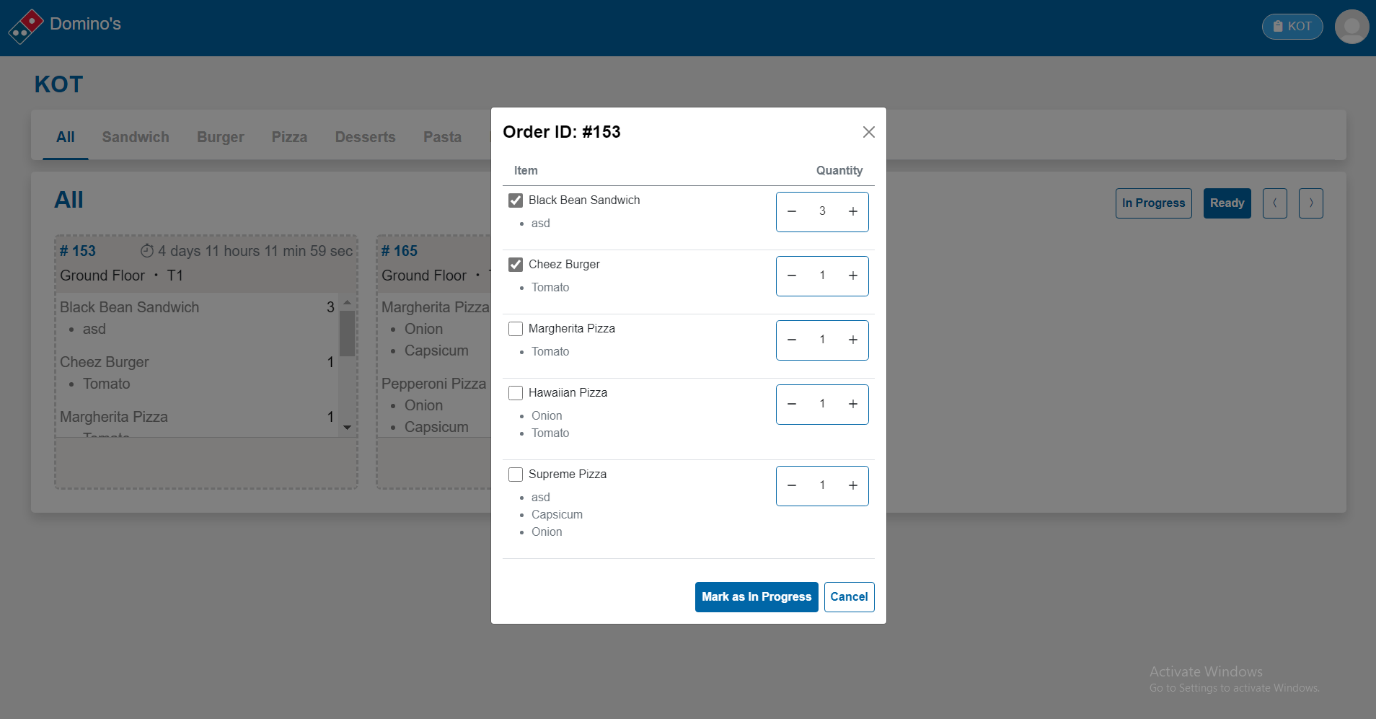 Domino's
KOT
KOT
All Sandwich Burger Pizza Desserts Pasta
All
In Progress Ready
# 153 4 days 11 hours 11 min 59 sec
Ground Floor • T1
Black Bean Sandwich 3
• asd
Cheez Burger 1
• Tomato
Margherita Pizza 1
Tomato
# 165
Ground Floor •
Margherita Pizza
• Onion
• Capsicum
Pepperoni Pizza
• Onion
• Capsicum
Order ID: #153
Item Quantity
Black Bean Sandwich − 3 +
• asd
Cheez Burger − 1 +
• Tomato
Margherita Pizza − 1 +
• Tomato
Hawaiian Pizza − 1 +
• Onion
• Tomato
Supreme Pizza − 1 +
• asd
• Capsicum
• Onion
Mark as In Progress Cancel
Activate Windows
Go to Settings to activate Windows.